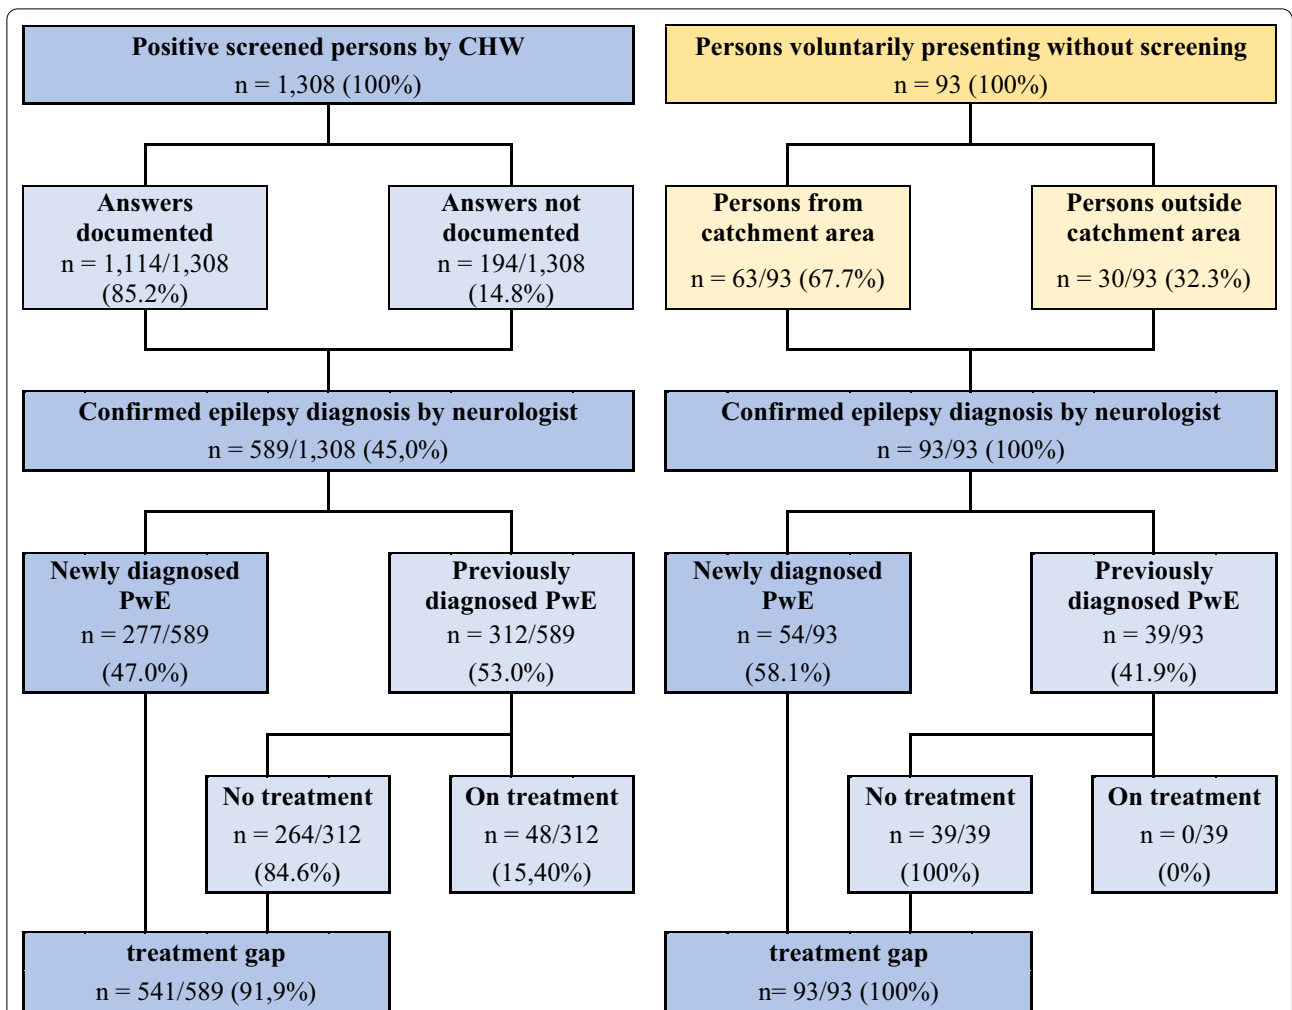 Positive screened persons by CHW
n = 1,308 (100%)
Persons voluntarily presenting without screening
n = 93 (100%)
Answers
documented
n = 1,114/1,308
(85.2%)
Answers not
documented
n = 194/1,308
(14.8%)
Persons from
catchment area
n = 63/93 (67.7%)
Persons outside
catchment area
n = 30/93 (32.3%)
Confirmed epilepsy diagnosis by neurologist
n = 589/1,308 (45,0%)
Confirmed epilepsy diagnosis by neurologist
n = 93/93 (100%)
Newly diagnosed
PwE
n = 277/589
(47.0%)
Previously
diagnosed PwE
n = 312/589
(53.0%)
Newly diagnosed
PwE
n = 54/93
(58.1%)
Previously
diagnosed PwE
n = 39/93
(41.9%)
No treatment
n = 264/312
(84.6%)
On treatment
n = 48/312
(15,40%)
No treatment
n = 39/39
(100%)
On treatment
n = 0/39
(0%)
treatment gap
n = 541/589 (91,9%)
treatment gap
n= 93/93 (100%)